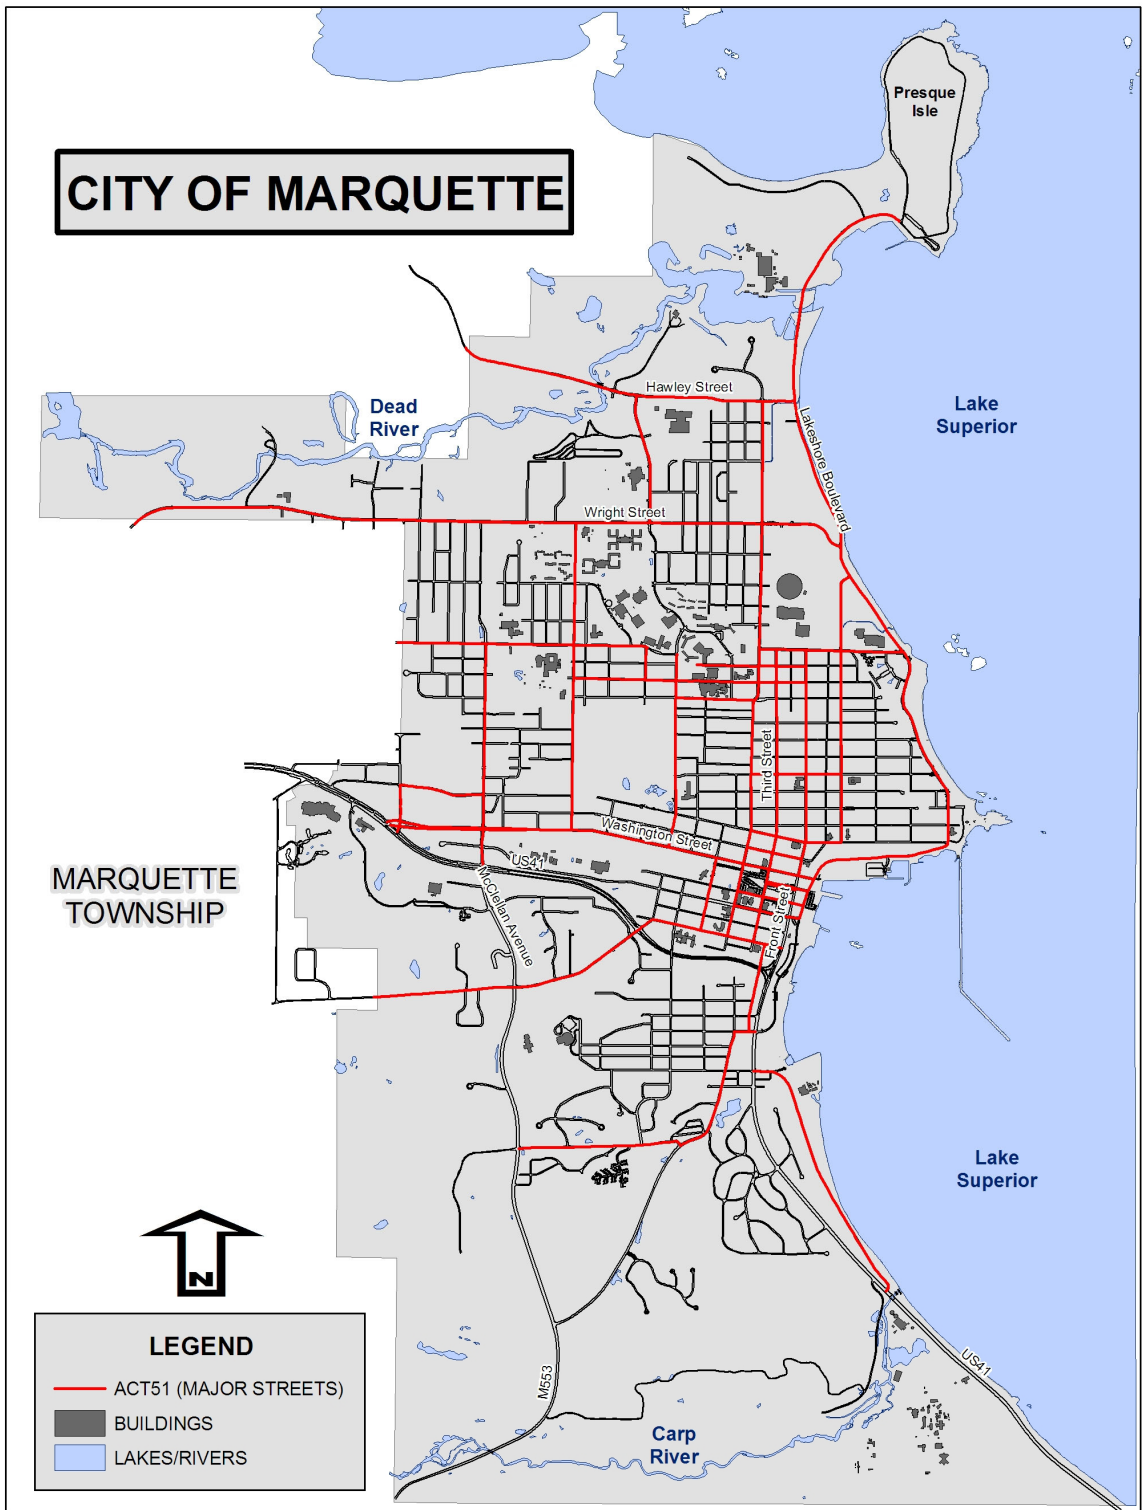 Presque
Isle
CITY OF MARQUETTE
Hawley Street
Dead
River
Lake
Superior
Lakeshore Boulevard
Wright Street
Third Street
Washington Street
US41
MARQUETTE
TOWNSHIP
McClellan Avenue
Front Street
Lake
Superior
N
LEGEND
ACT51 (MAJOR STREETS)
BUILDINGS
LAKES/RIVERS
M553
US41
Carp
River